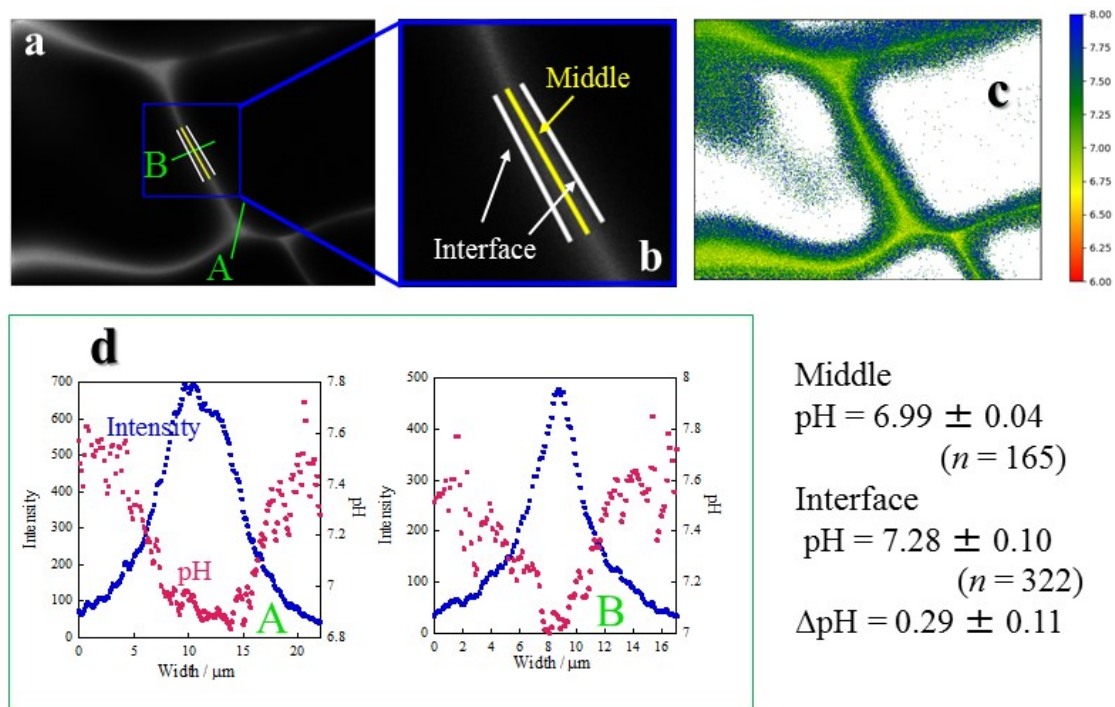 a
B
A
Middle
Interface
b
c
8.00
7.75
7.50
7.25
7.00
6.75
6.50
6.25
6.00
d
700
600
500
400
300
200
100
0
Intensity
Intensity
pH
A
7.8
7.6
7.4
7.2
7
6.8
pH
0 5 10 15 20
Width / μm
500
400
300
200
100
0
Intensity
B
8
7.8
7.6
7.4
7.2
7
pH
0 2 4 6 8 10 12 14 16
Width / μm
Middle
pH = 6.99 ± 0.04
(n = 165)
Interface
pH = 7.28 ± 0.10
(n = 322)
ΔpH = 0.29 ± 0.11